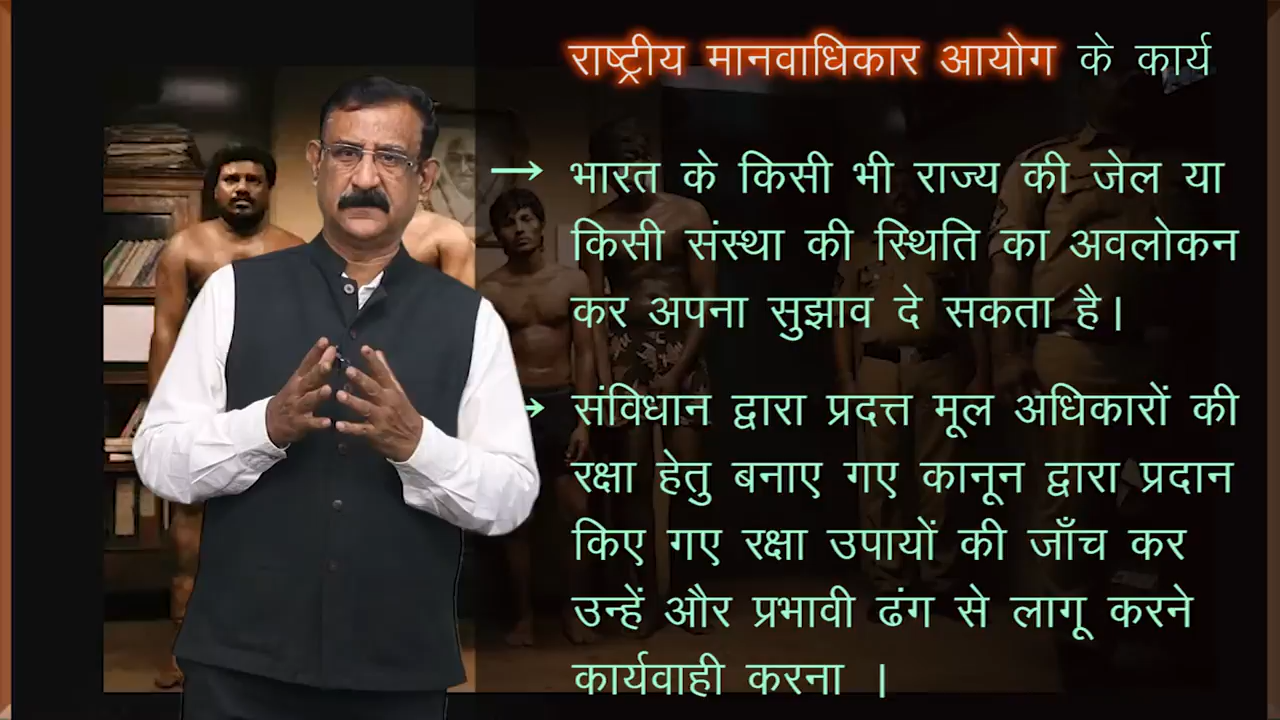 राष्ट्रीय मानवाधिकार आयोग के कार्य
→ भारत के किसी भी राज्य की जेल या
किसी संस्था की स्थिति का अवलोकन
कर अपना सुझाव दे सकता है।
→ संविधान द्वारा प्रदत्त मूल अधिकारों की
रक्षा हेतु बनाए गए कानून द्वारा प्रदान
किए गए रक्षा उपायों की जाँच कर
उन्हें और प्रभावी ढंग से लागू करने
कार्यवाही करना ।